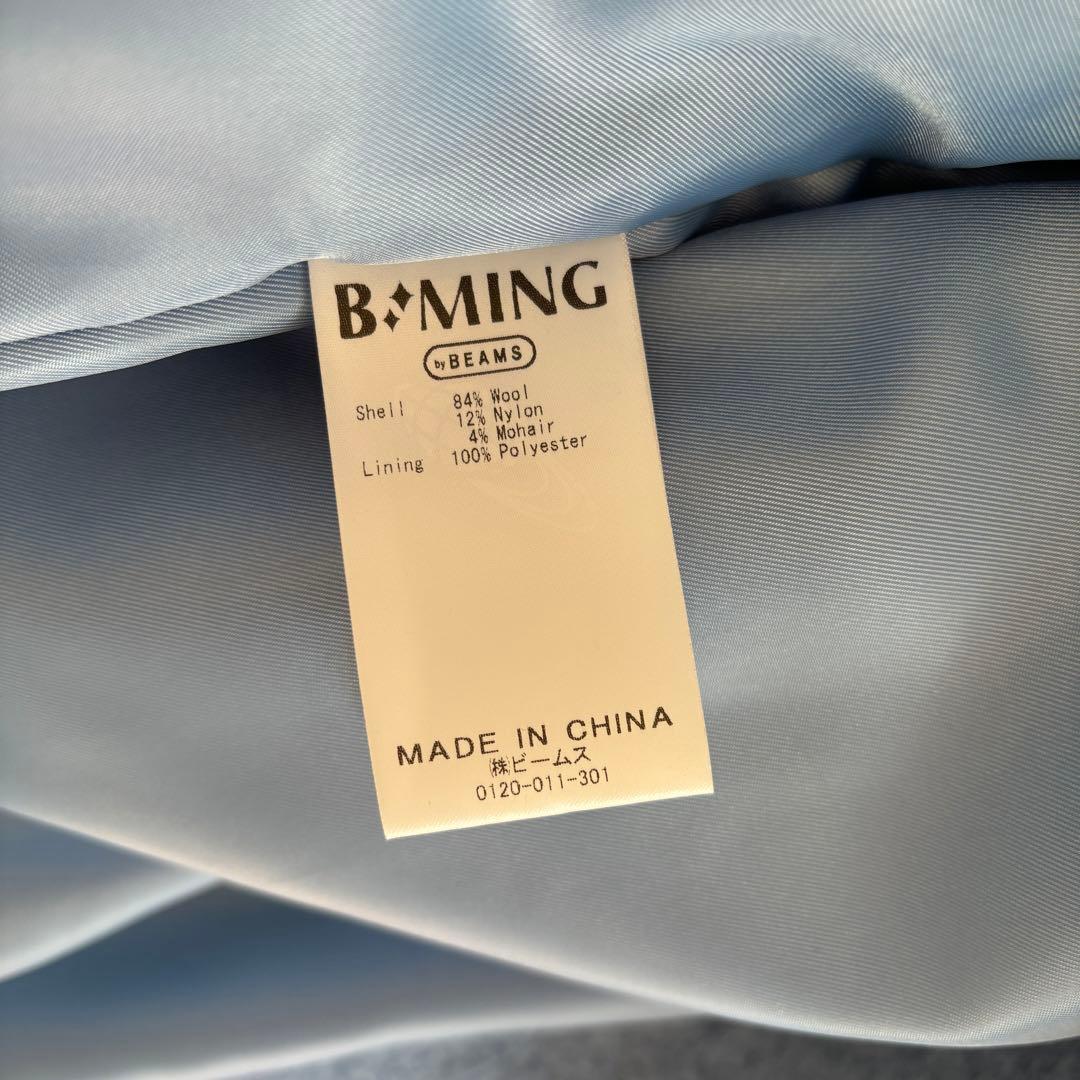 B:MING
by BEAMS
Shell 84% Wool
12% Nylon
4% Mohair
Lining 100% Polyester
MADE IN CHINA
㈱ビームス
0120-011-301